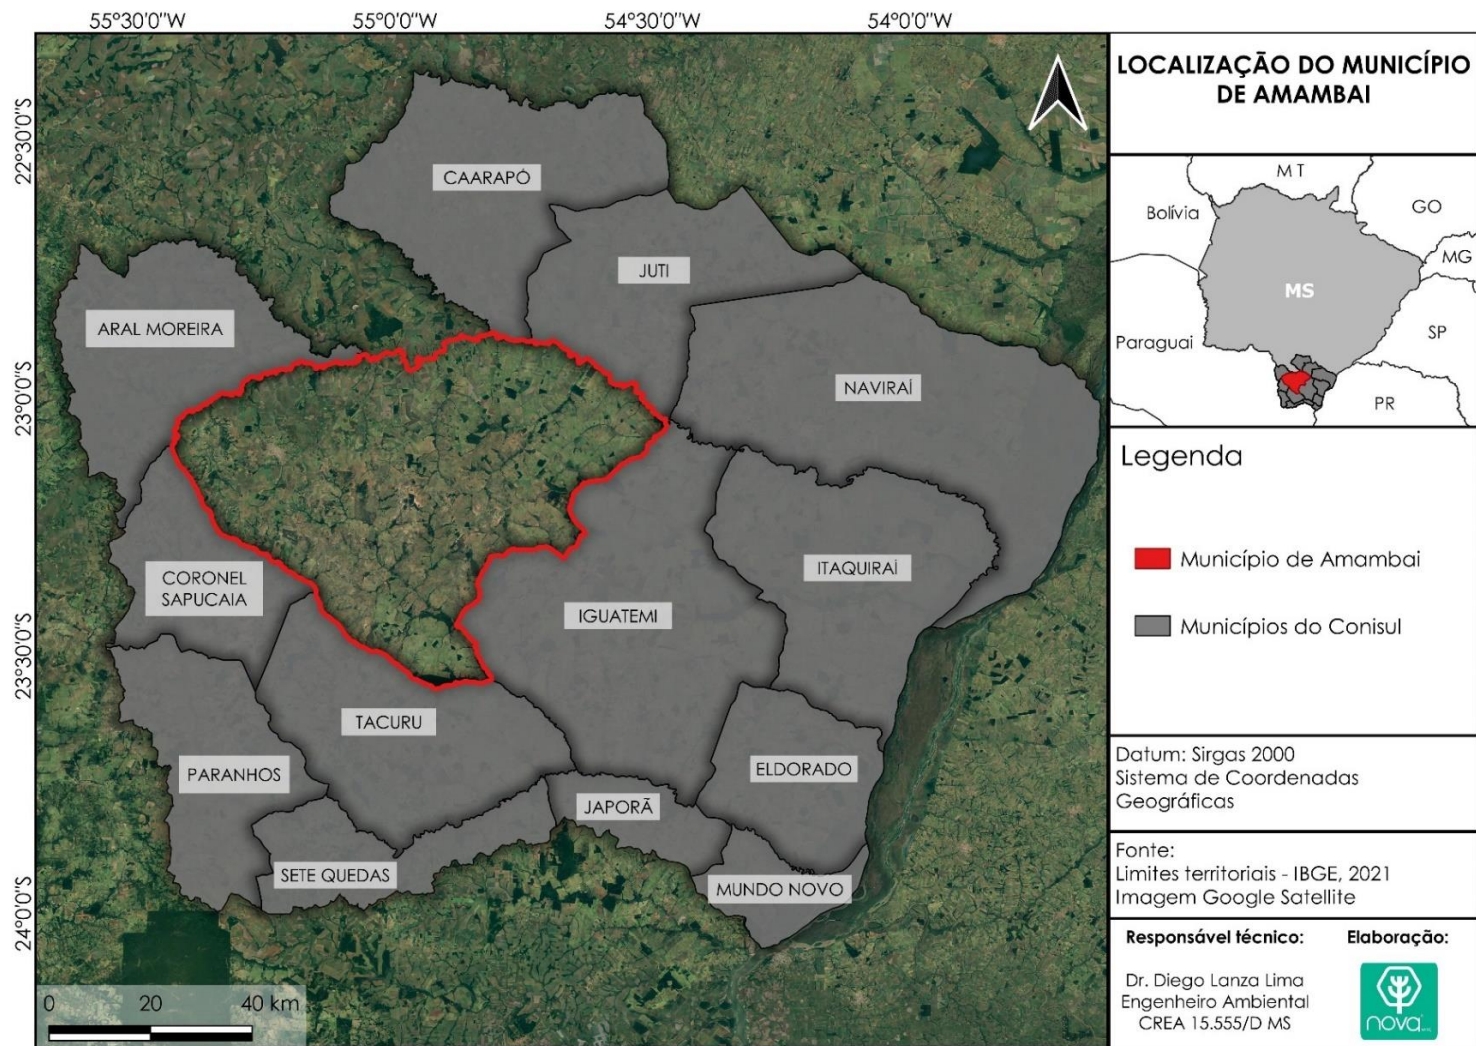 55°30'0"W
55°0'0"W
54°30'0"W
54°0'0"W
22°30'0"S
23°0'0"S
23°30'0"S
24°0'0"S
CAARAPÓ
JUTI
ARAL MOREIRA
NAVIRAÍ
CORONEL
SAPUCAIA
ITAQUIRAÍ
IGUATEMI
TACURU
PARANHOS
ELDORADO
JAPORÃ
SETE QUEDAS
MUNDO NOVO
0 20 40 km
LOCALIZAÇÃO DO MUNICÍPIO
DE AMAMBAI
MT
Bolívia
GO
MG
MS
SP
Paraguai
PR
Legenda
Município de Amambai
Municípios do Conisul
Datum: Sirgas 2000
Sistema de Coordenadas
Geográficas
Fonte:
Limites territoriais - IBGE, 2021
Imagem Google Satellite
Responsável técnico:
Dr. Diego Lanza Lima
Engenheiro Ambiental
CREA 15.555/D MS
Elaboração:
nova